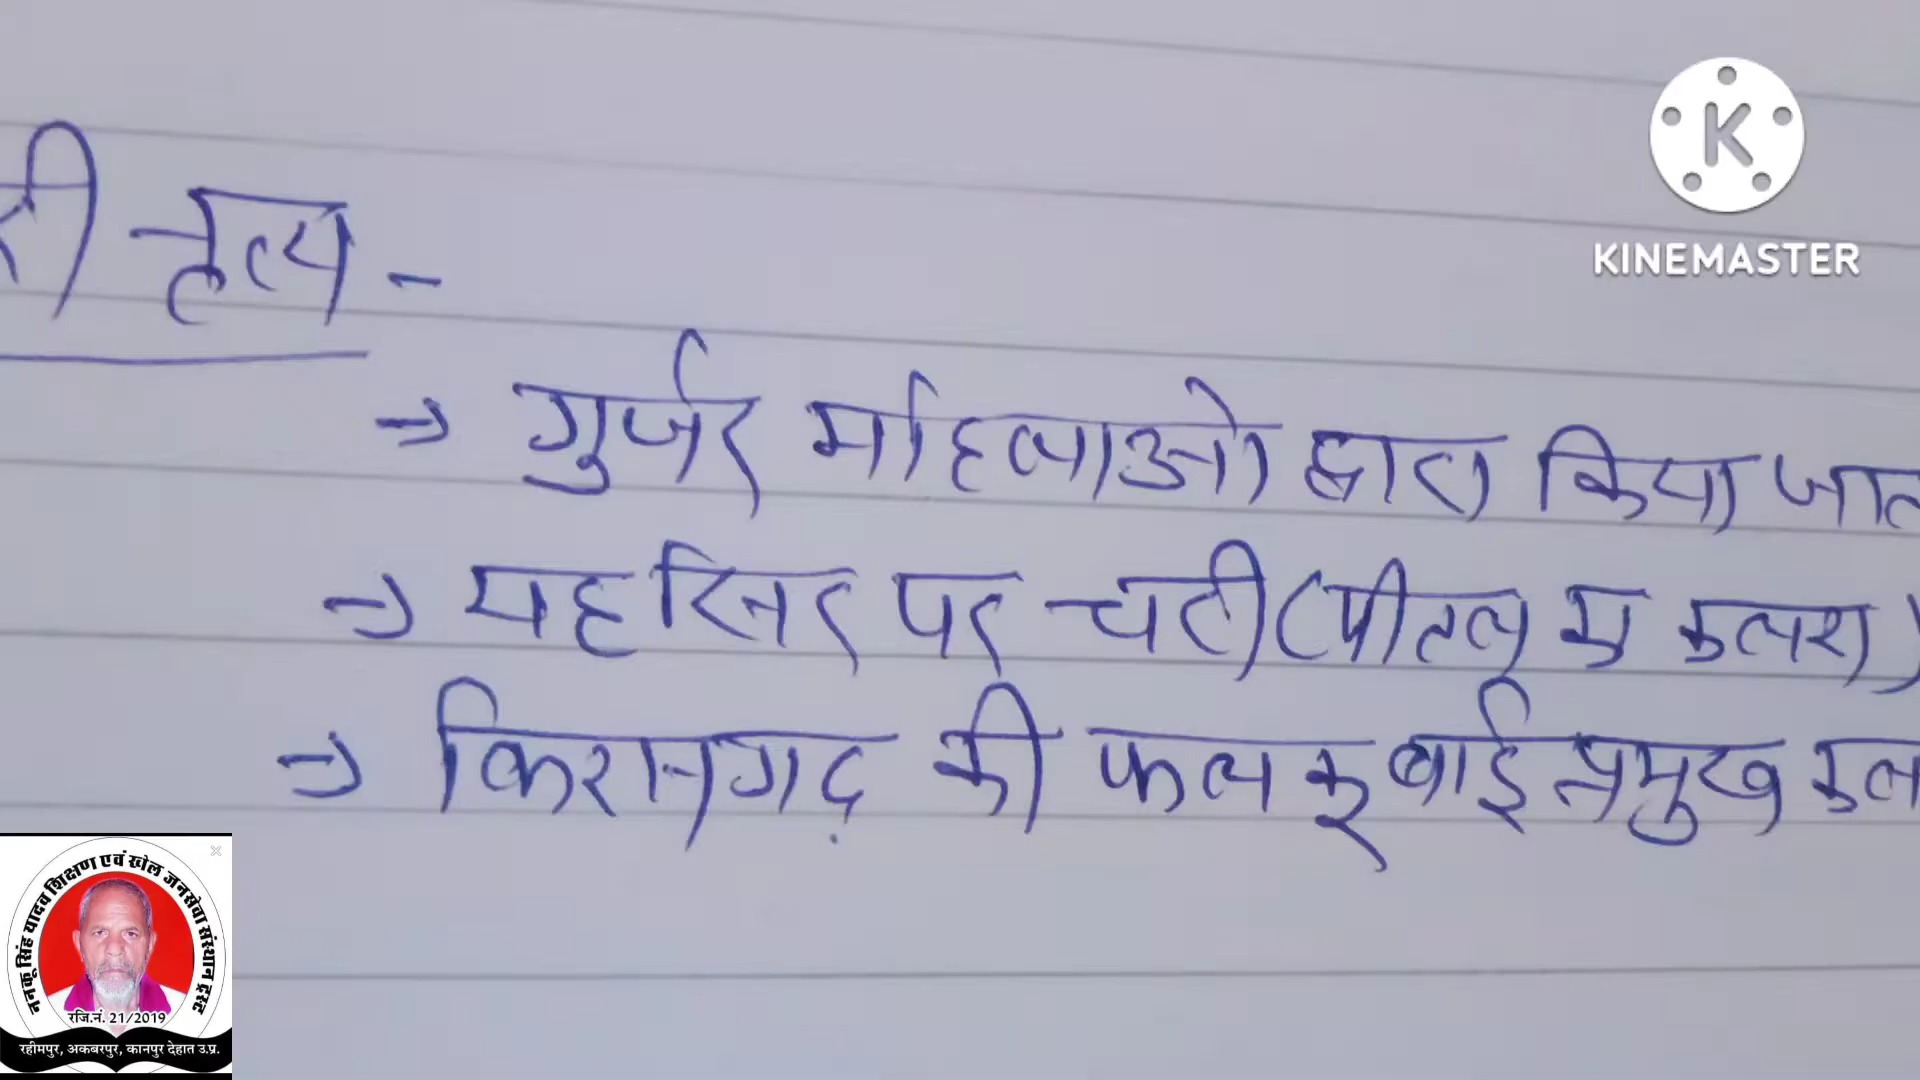 री नृत्य -
→ गुर्जर महिलाओ द्वारा किया जात
→ यह सिर पर चरी (पीतल क कलश)
→ किशनगढ़ की फलकू बाई प्रमुख कल
KINEMASTER
ननकू सिंह यादव शिक्षण एवं खेल जनसेवा संस्थान ट्रस्ट
रजि.नं. 21/2019
रहीमपुर, अकबरपुर, कानपुर देहात उ.प्र.